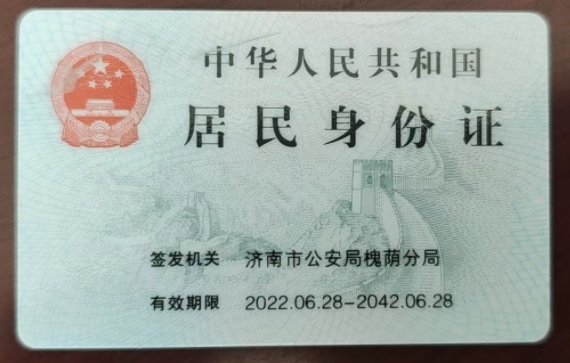 中华人民共和国
居民身份证
签发机关 济南市公安局槐荫分局
有效期限 2022.06.28-2042.06.28